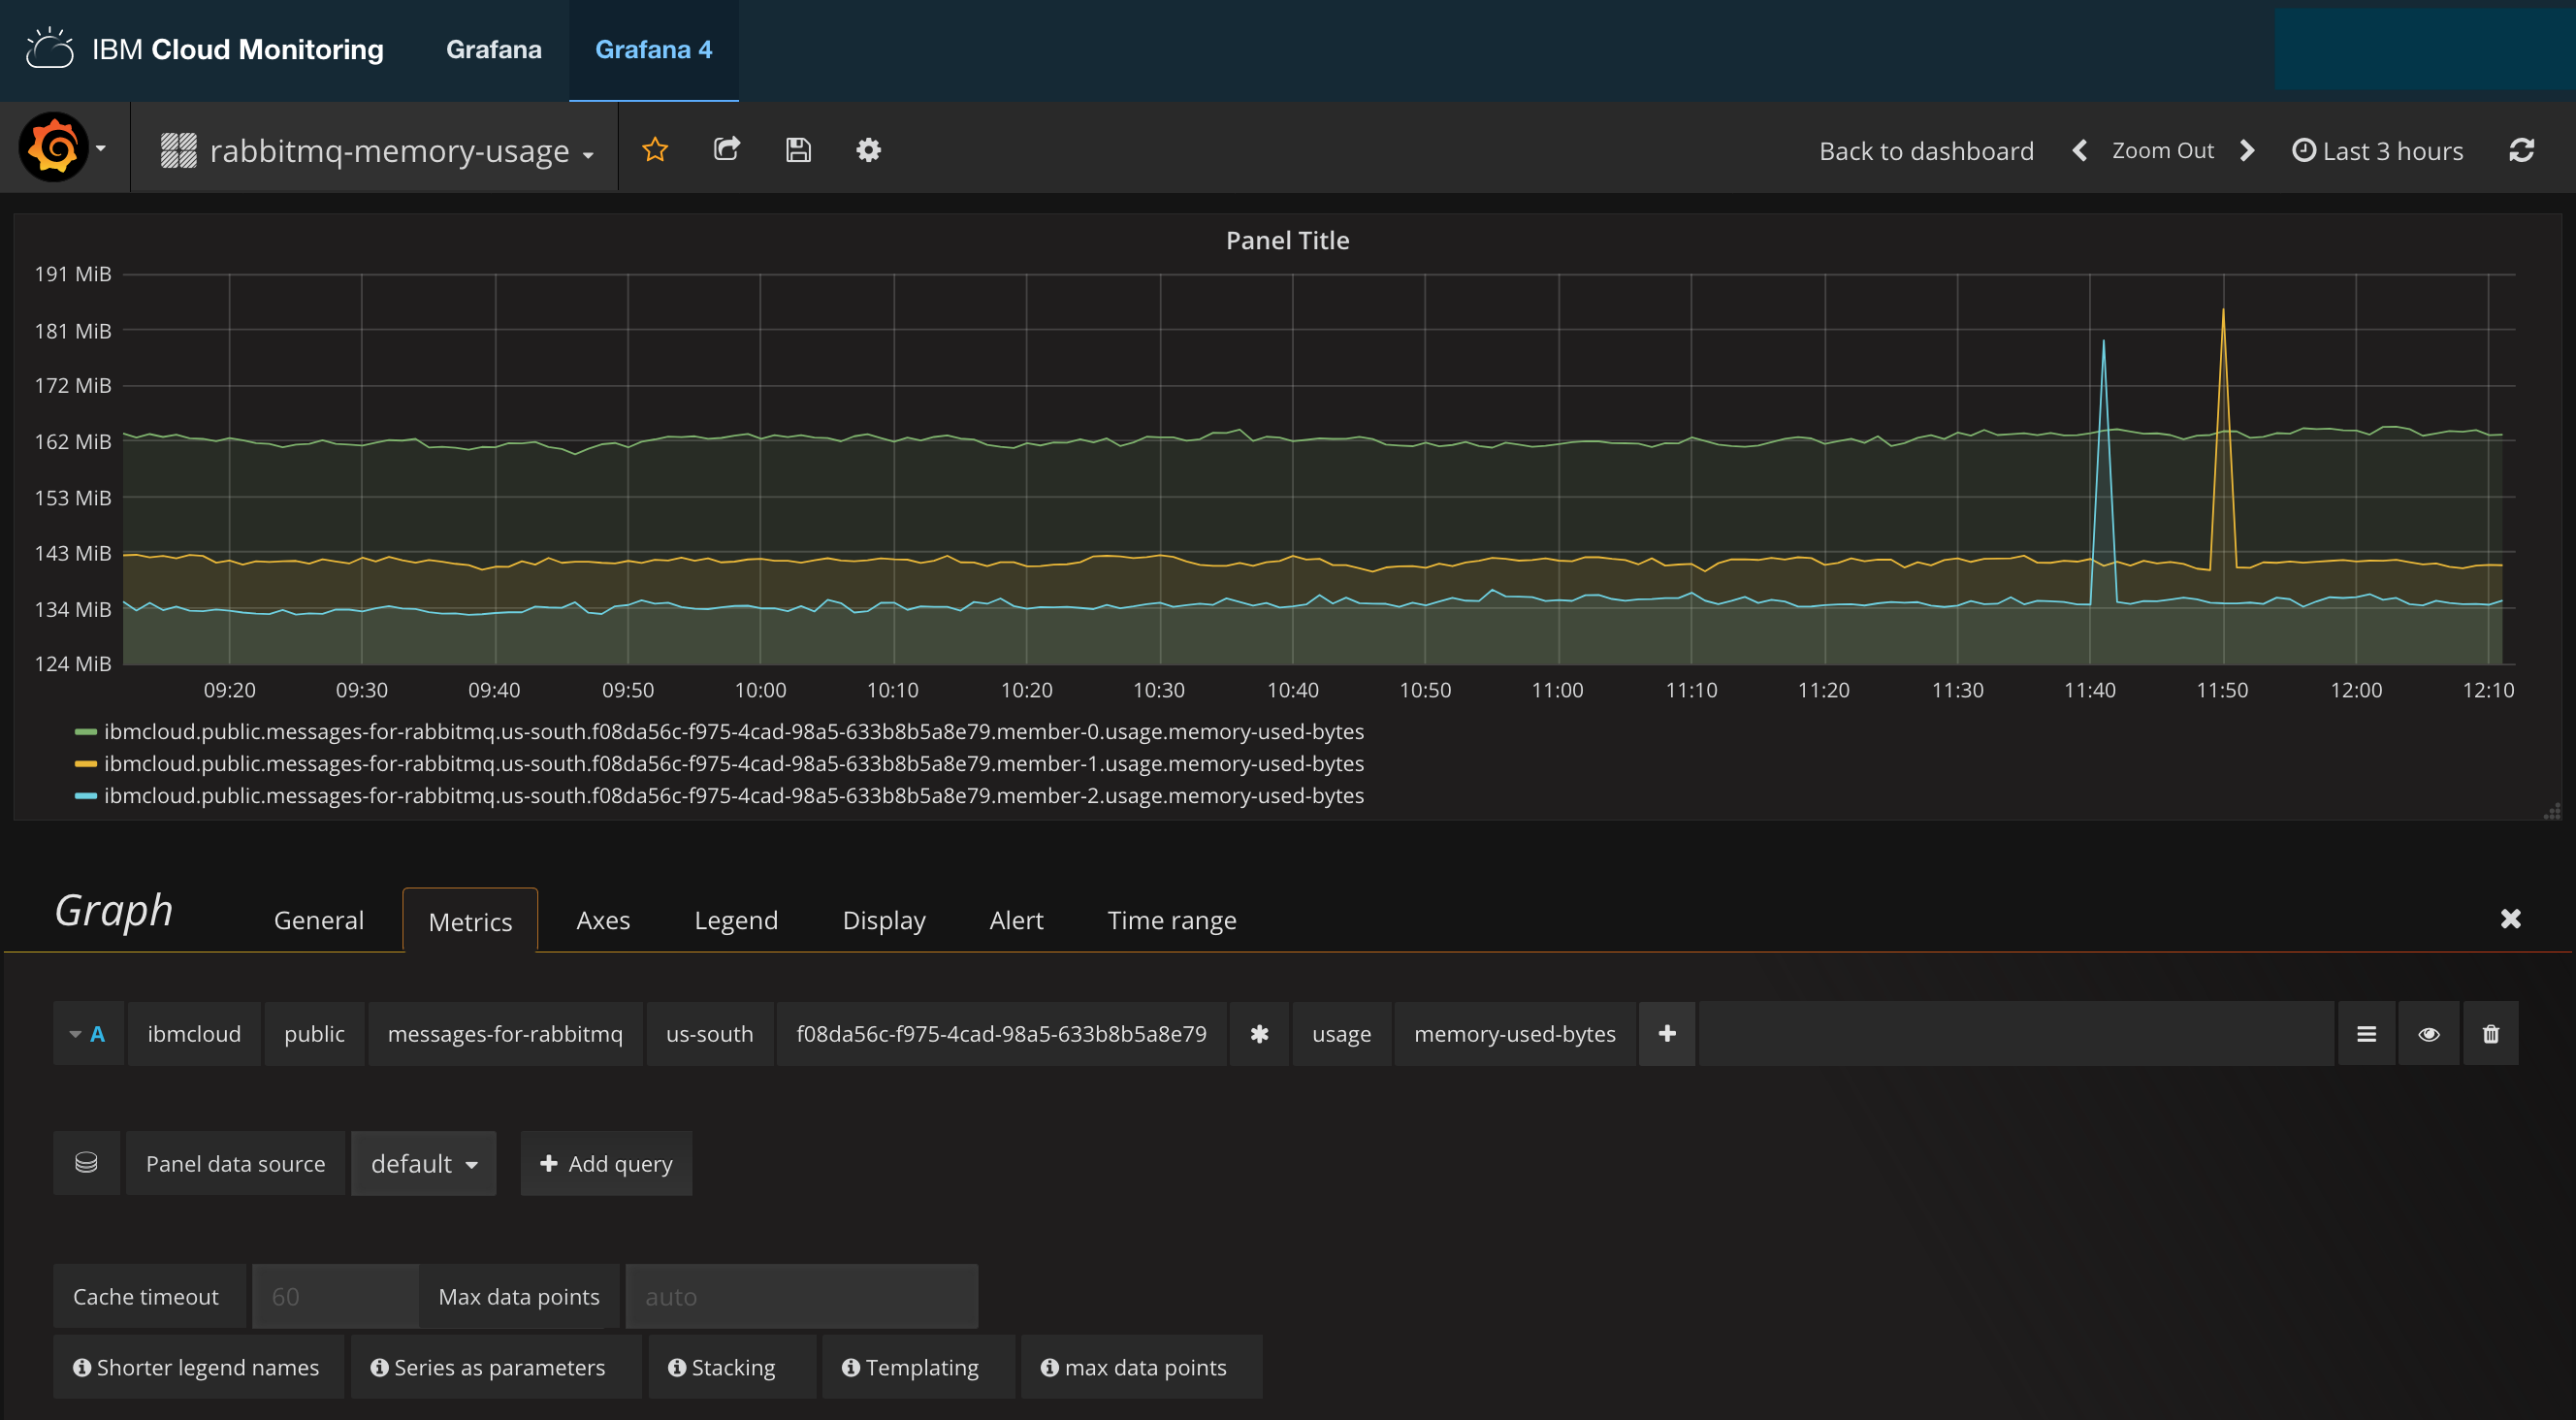 IBM Cloud Monitoring Grafana Grafana 4
rabbitmq-memory-usage Back to dashboard Zoom Out Last 3 hours
Panel Title
191 MiB
181 MiB
172 MiB
162 MiB
153 MiB
143 MiB
134 MiB
124 MiB
09:20 09:30 09:40 09:50 10:00 10:10 10:20 10:30 10:40 10:50 11:00 11:10 11:20 11:30 11:40 11:50 12:00 12:10
ibmcloud.public.messages-for-rabbitmq.us-south.f08da56c-f975-4cad-98a5-633b8b5a8e79.member-0.usage.memory-used-bytes
ibmcloud.public.messages-for-rabbitmq.us-south.f08da56c-f975-4cad-98a5-633b8b5a8e79.member-1.usage.memory-used-bytes
ibmcloud.public.messages-for-rabbitmq.us-south.f08da56c-f975-4cad-98a5-633b8b5a8e79.member-2.usage.memory-used-bytes
Graph General Metrics Axes Legend Display Alert Time range
A ibmcloud public messages-for-rabbitmq us-south f08da56c-f975-4cad-98a5-633b8b5a8e79 * usage memory-used-bytes +
Panel data source default + Add query
Cache timeout 60 Max data points auto
Shorter legend names Series as parameters Stacking Templating max data points